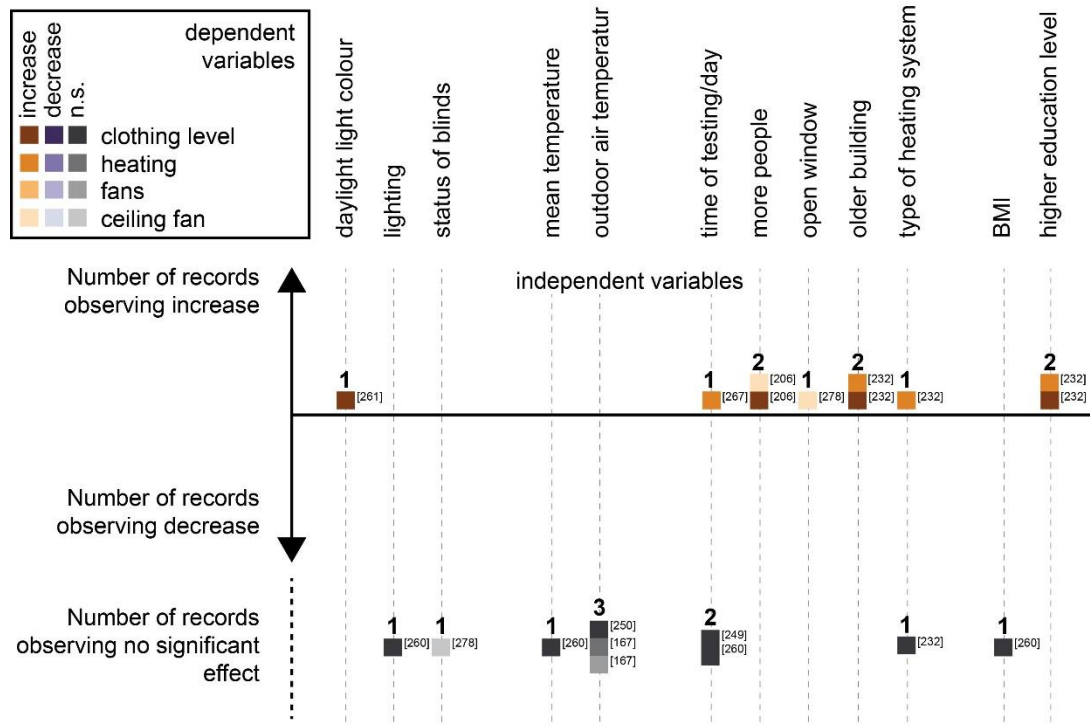 dependent
variables
increase
decrease
n.s.
clothing level
heating
fans
ceiling fan
daylight light colour
lighting
status of blinds
mean temperature
outdoor air temperatur
time of testing/day
more people
open window
older building
type of heating system
BMI
higher education level
Number of records
observing increase
independent variables
1
[261]
1
[267]
2
[206]
[206]
1
[278]
2
[232]
[232]
1
[232]
2
[232]
[232]
Number of records
observing decrease
Number of records
observing no significant
effect
1
[260]
1
[278]
1
[260]
3
[250]
[167]
[167]
2
[249]
[260]
1
[232]
1
[260]